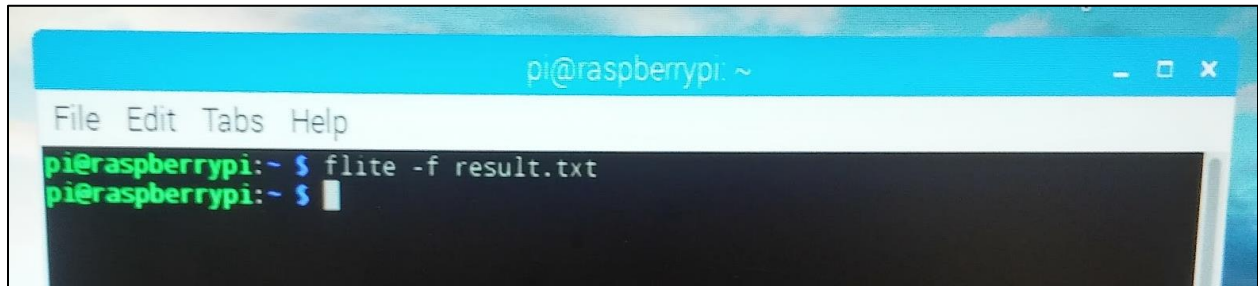 pi@raspberrypi: ~
File Edit Tabs Help
pi@raspberrypi:~ $ flite -f result.txt
pi@raspberrypi:~ $